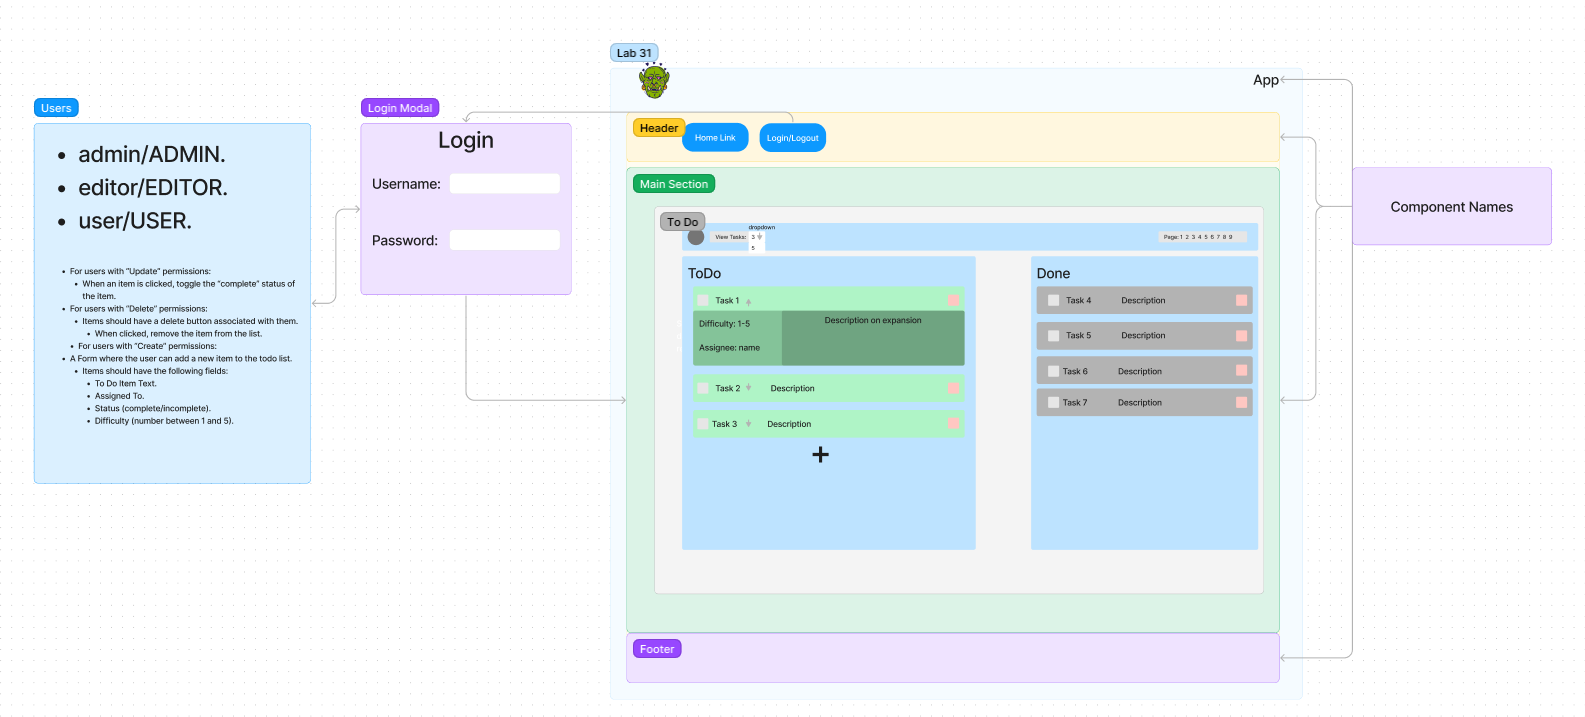 Lab 31
App
Users
admin/ADMIN.
editor/EDITOR.
user/USER.
For users with "Update" permissions:
When an item is clicked, toggle the "complete" status of
the item.
For users with "Delete" permissions:
Items should have a delete button associated with them.
When clicked, remove the item from the list.
For users with "Create" permissions:
A Form where the user can add a new item to the todo list.
Items should have the following fields:
To Do Item Text.
Assigned To.
Status (complete/incomplete).
Difficulty (number between 1 and 5).
Login Modal
Login
Username:
Password:
Header
Home Link
Login/Logout
Main Section
To Do
dropdown
View Tasks:
3
5
Page: 1 2 3 4 5 6 7 8 9
ToDo
Task 1
Difficulty: 1-5
Assignee: name
Description on expansion
Task 2 Description
Task 3 Description
+
Done
Task 4 Description
Task 5 Description
Task 6 Description
Task 7 Description
Footer
Component Names